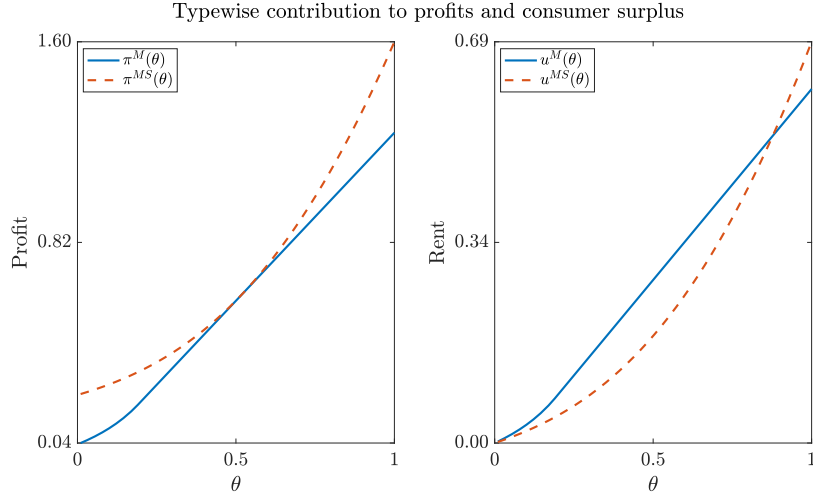 Typewise contribution to profits and consumer surplus
1.60
0.82
0.04
Profit
π^M(θ)
π^{MS}(θ)
0
0.5
1
θ
0.69
0.34
0.00
Rent
u^M(θ)
u^{MS}(θ)
0
0.5
1
θ